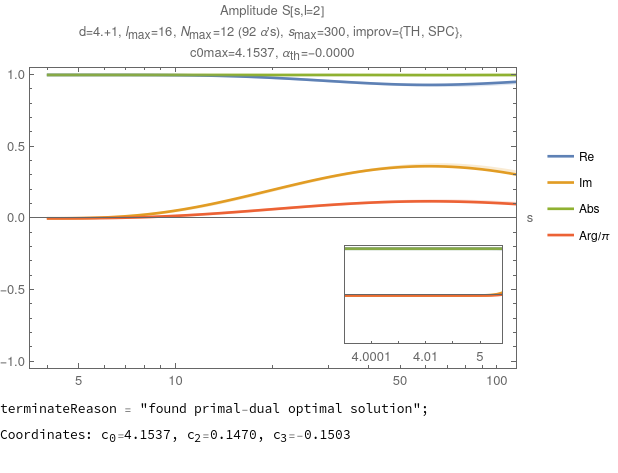 Amplitude S[s,l=2]
d=4.+1, lmax=16, Nmax=12 (92 α's), smax=300, improv={TH, SPC},
c0max=4.1537, αth=-0.0000
1.0
0.5
0.0
-0.5
-1.0
s
Re
Im
Abs
Arg/π
4.0001 4.01 5
5 10 50 100
terminateReason = "found primal-dual optimal solution";
Coordinates: c0=4.1537, c2=0.1470, c3=-0.1503